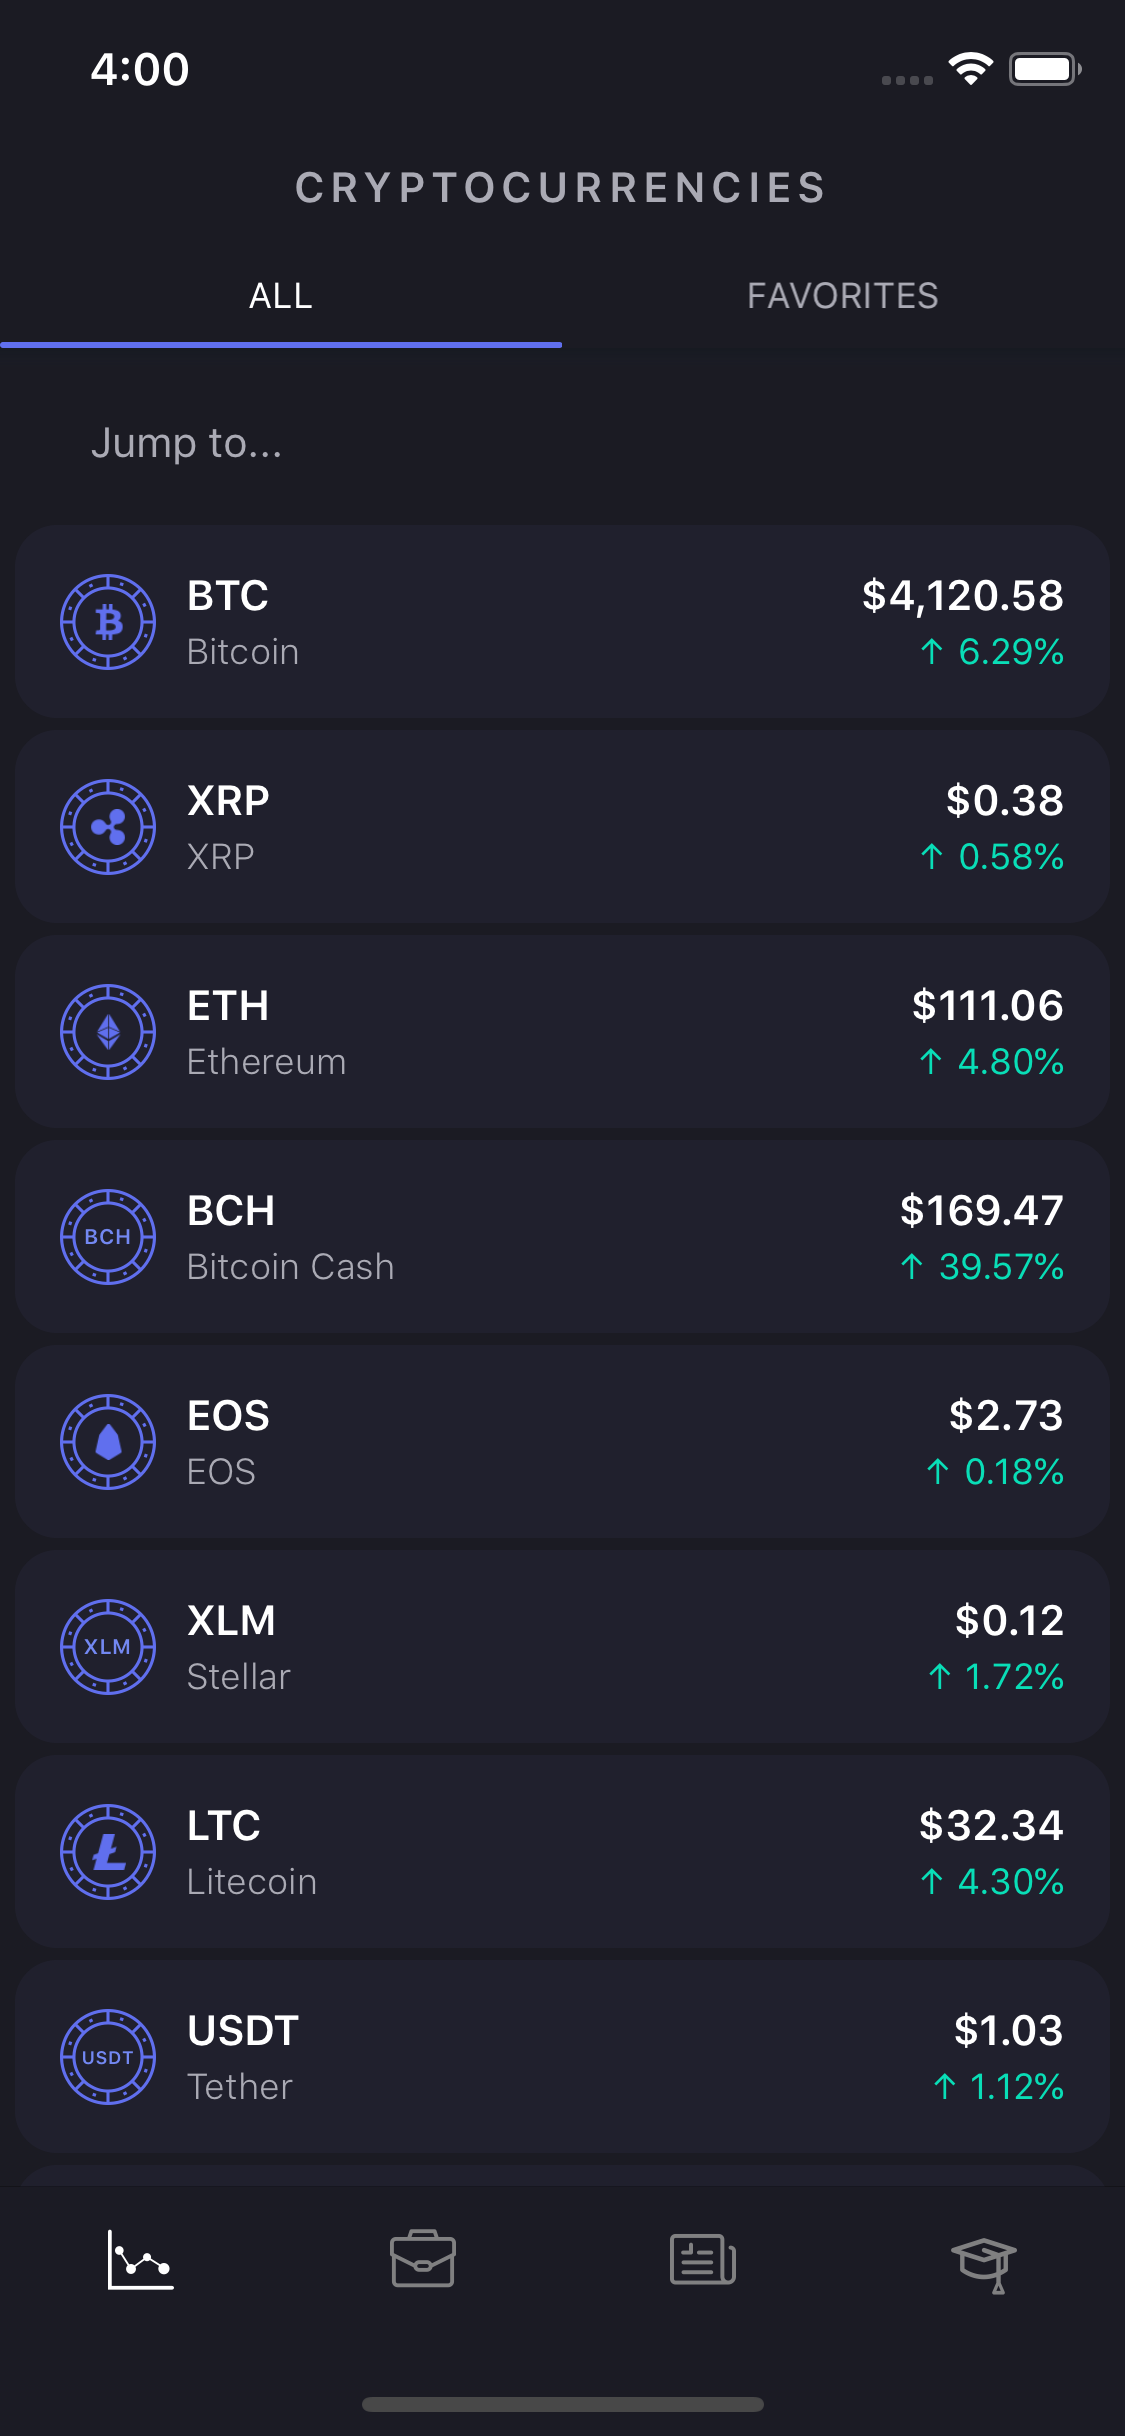 4:00
CRYPTOCURRENCIES
ALL
FAVORITES
Jump to...
BTC
$4,120.58
Bitcoin
↑ 6.29%
XRP
$0.38
XRP
↑ 0.58%
ETH
$111.06
Ethereum
↑ 4.80%
BCH
BCH
$169.47
Bitcoin Cash
↑ 39.57%
EOS
$2.73
EOS
↑ 0.18%
XLM
XLM
$0.12
Stellar
↑ 1.72%
LTC
$32.34
Litecoin
↑ 4.30%
USDT
USDT
$1.03
Tether
↑ 1.12%